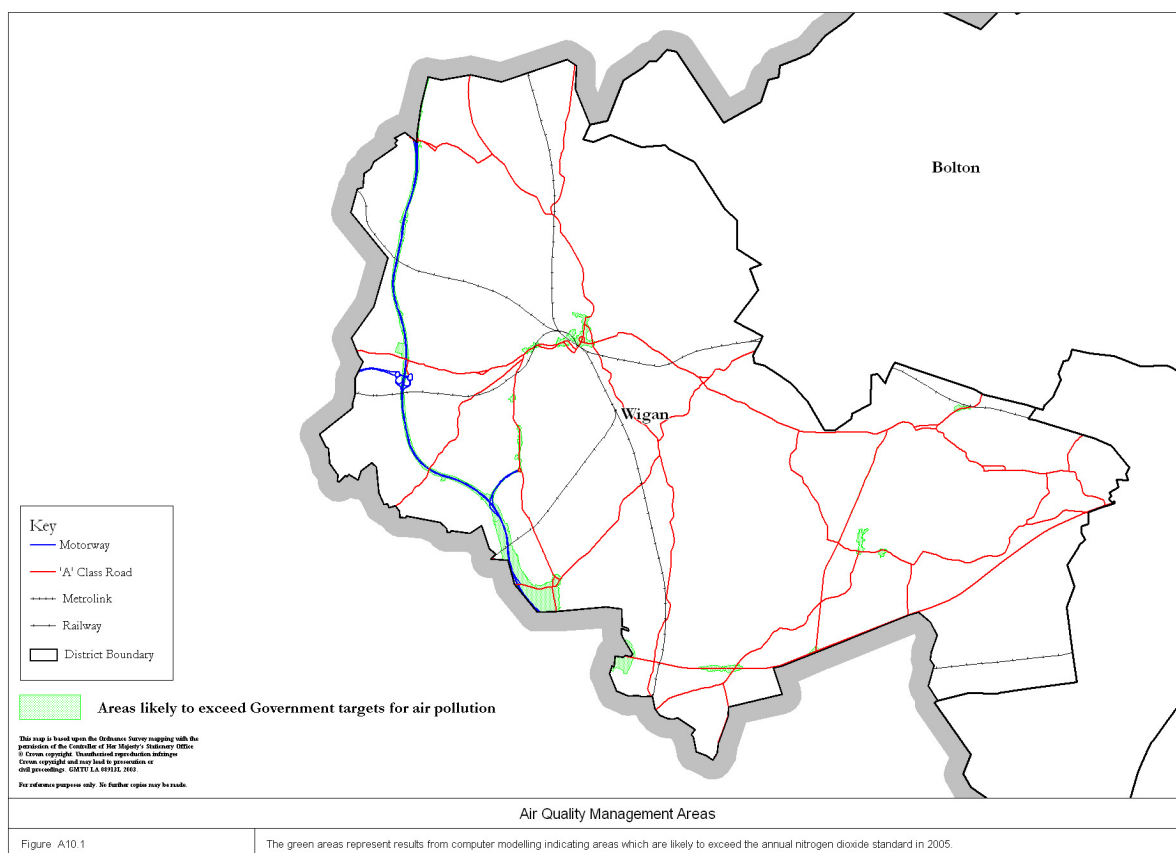 Bolton
Wigan
Key
Motorway
'A' Class Road
Metrolink
Railway
District Boundary
Areas likely to exceed Government targets for air pollution
This map is based upon the Ordnance Survey mapping with the
permission of the Controller of Her Majesty's Stationery Office
© Crown copyright. Unauthorised reproduction infringes
Crown copyright and may lead to prosecution or
civil proceedings. GMTU LA 08913L 2003.
For reference purposes only. No further copies may be made.
Air Quality Management Areas
Figure A10.1
The green areas represent results from computer modelling indicating areas which are likely to exceed the annual nitrogen dioxide standard in 2005.